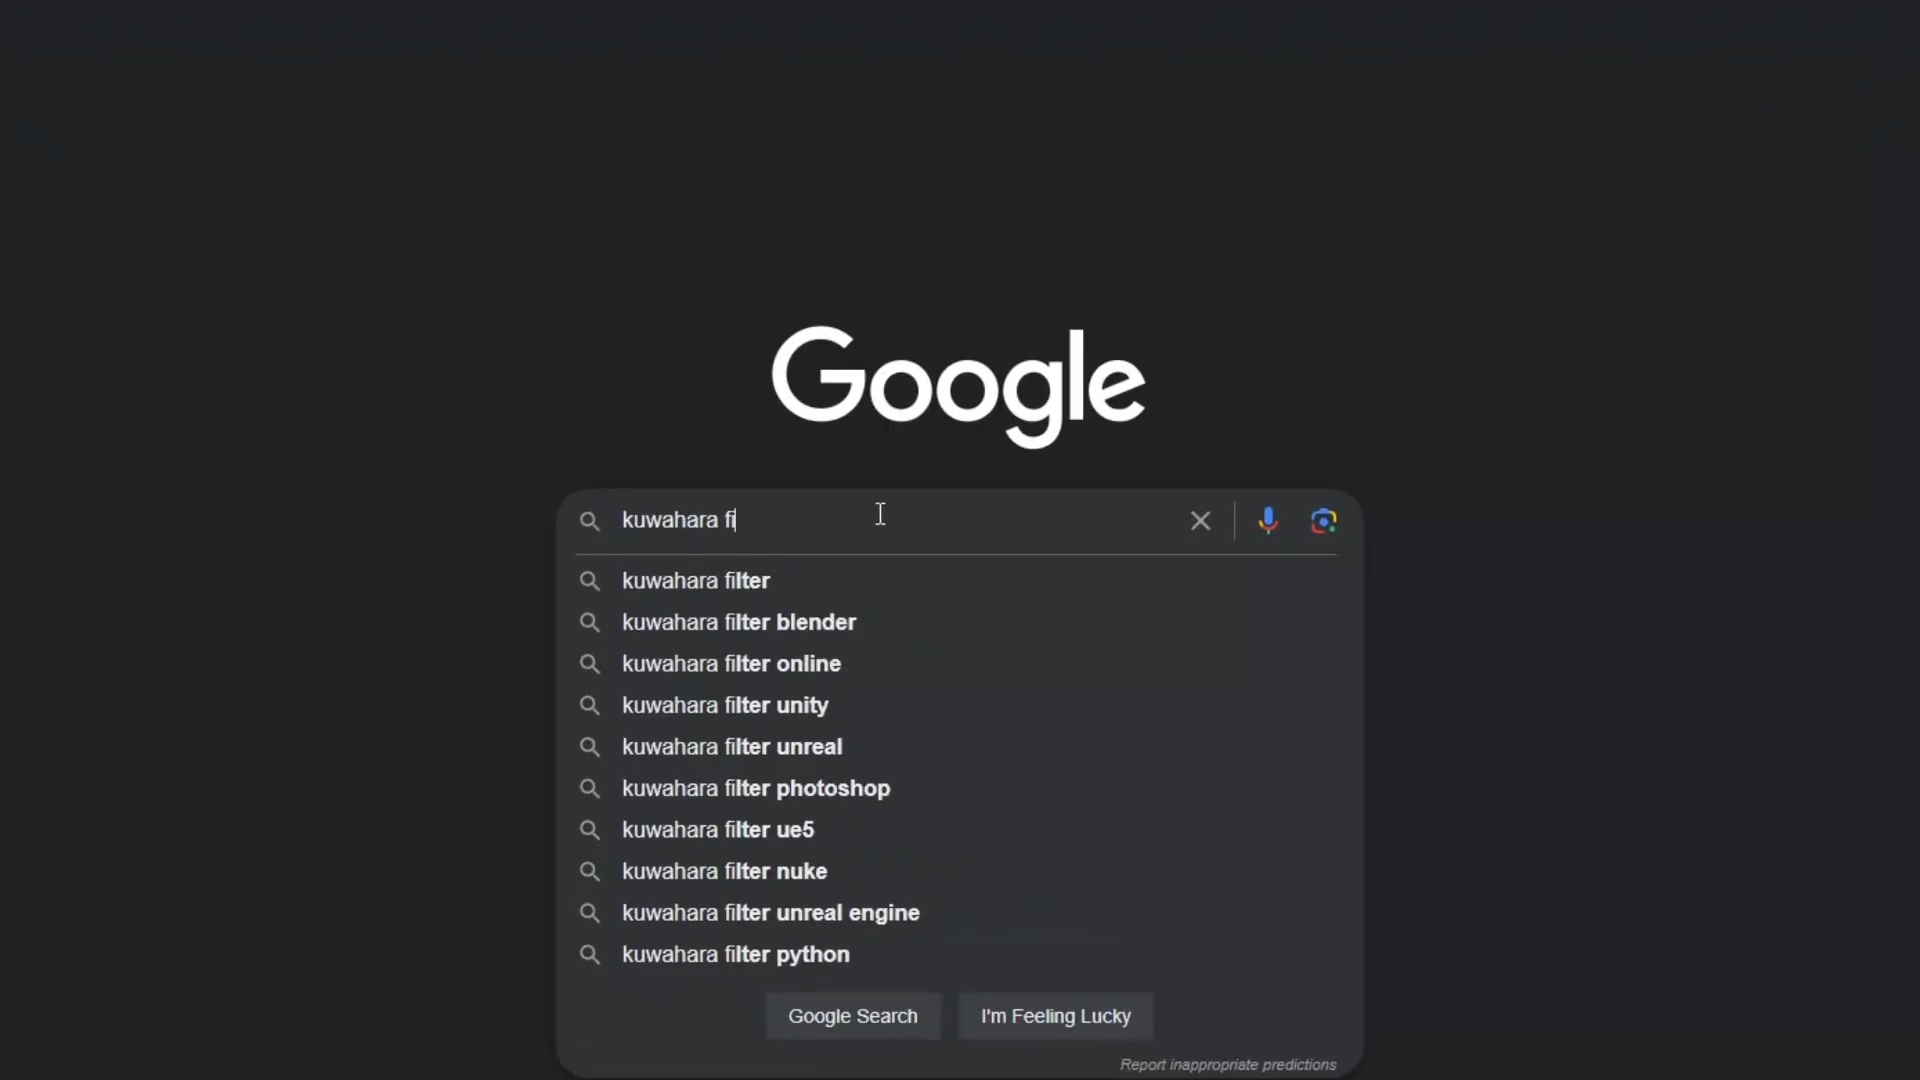 Google
kuwahara fi
kuwahara filter
kuwahara filter blender
kuwahara filter online
kuwahara filter unity
kuwahara filter unreal
kuwahara filter photoshop
kuwahara filter ue5
kuwahara filter nuke
kuwahara filter unreal engine
kuwahara filter python
Google Search I'm Feeling Lucky
Report inappropriate predictions